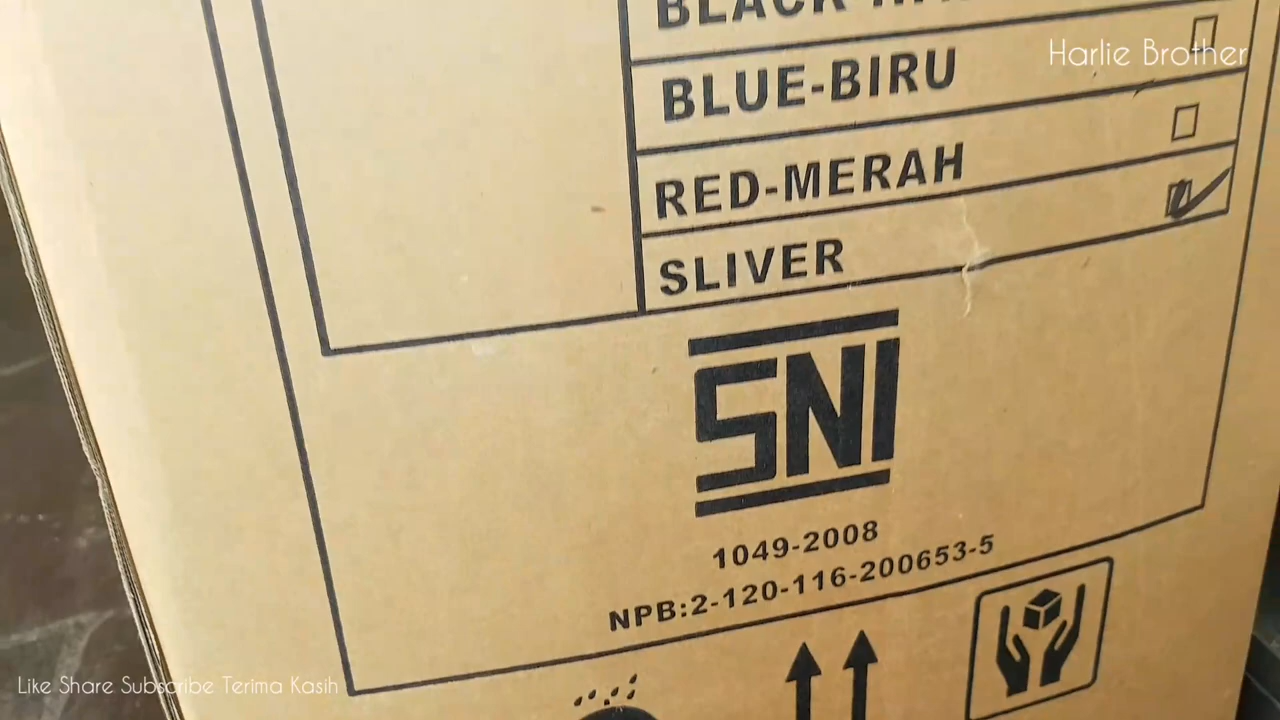 BLACK
Harlie Brother
BLUE-BIRU
RED-MERAH
SLIVER
SNI
1049-2008
NPB:2-120-116-200653-5
Like Share Subscribe Terima Kasih